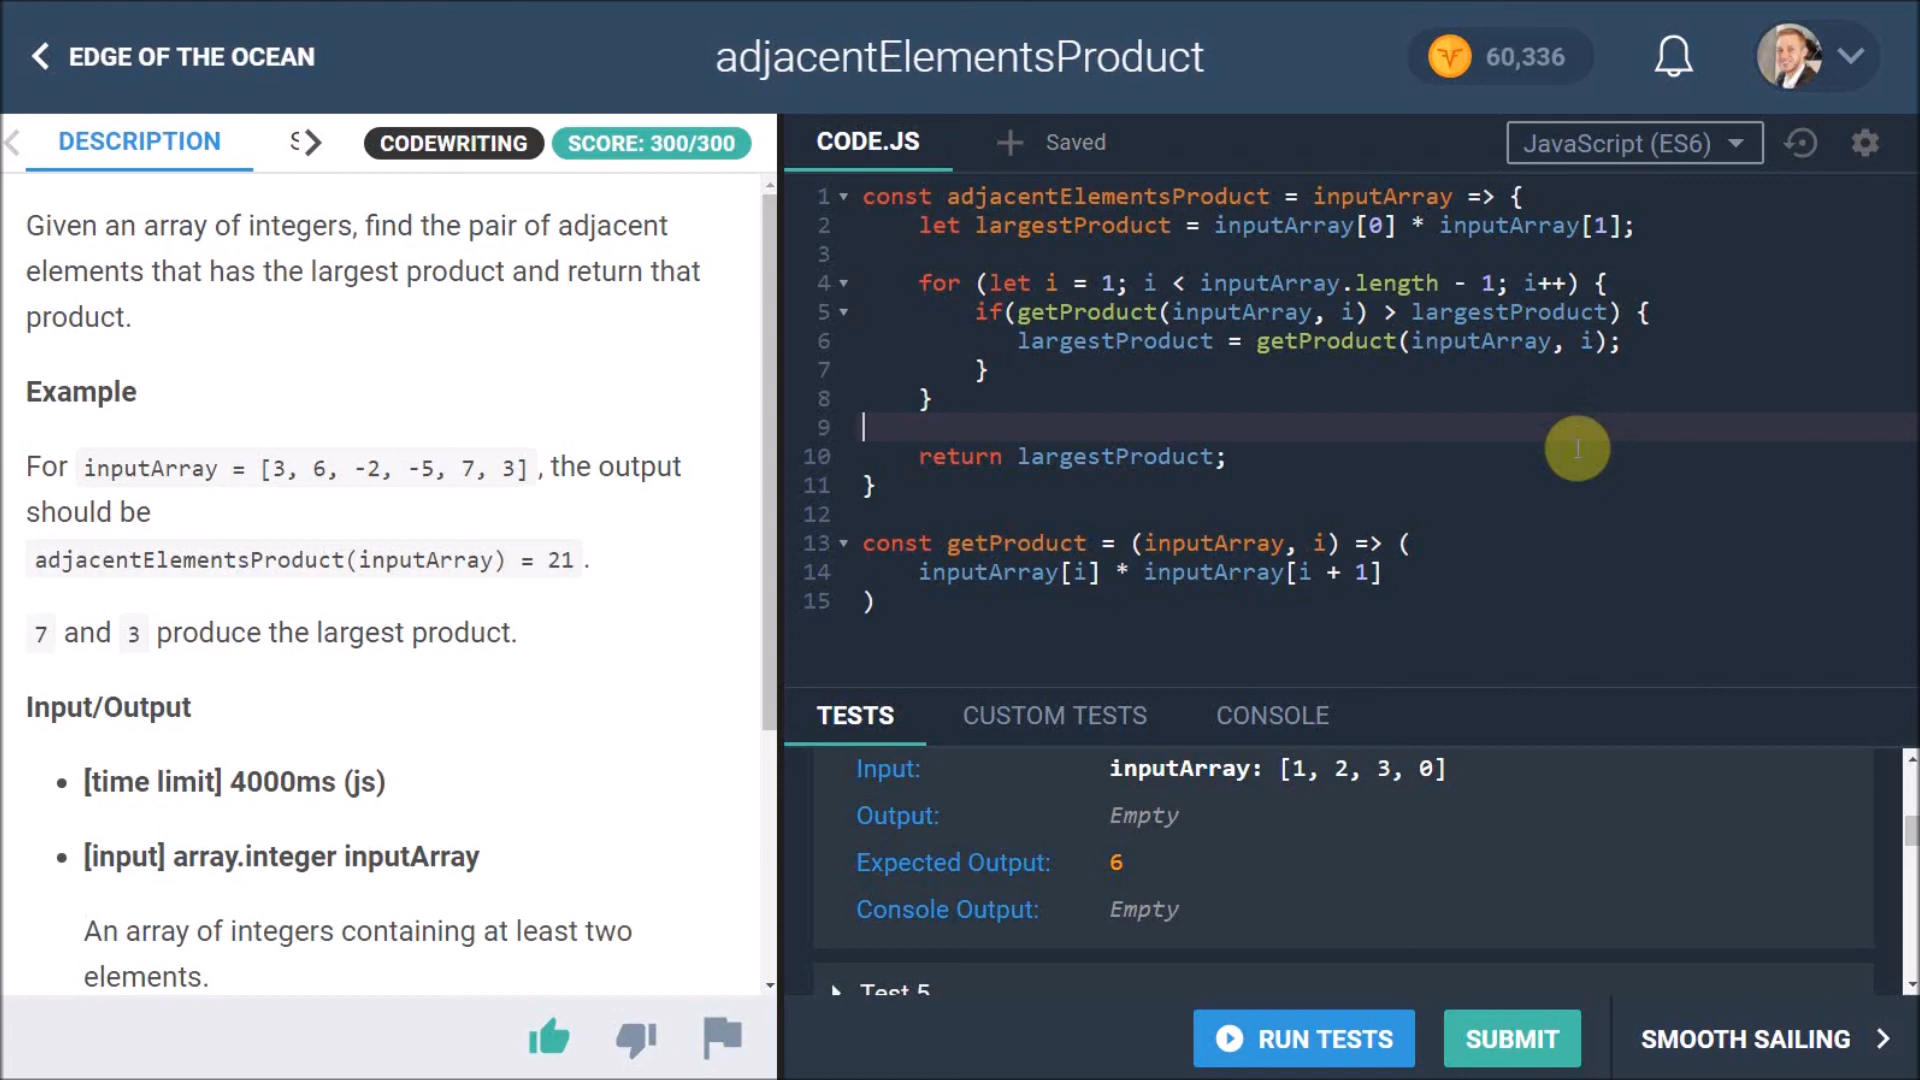 EDGE OF THE OCEAN
adjacentElementsProduct
60,336
DESCRIPTION
CODEWRITING
SCORE: 300/300
Given an array of integers, find the pair of adjacent
elements that has the largest product and return that
product.
Example
For inputArray = [3, 6, -2, -5, 7, 3], the output
should be
adjacentElementsProduct(inputArray) = 21.
7 and 3 produce the largest product.
Input/Output
• [time limit] 4000ms (js)
• [input] array.integer inputArray
An array of integers containing at least two
elements.
CODE.JS
Saved
JavaScript (ES6)
1 const adjacentElementsProduct = inputArray => {
2 let largestProduct = inputArray[0] * inputArray[1];
3
4 for (let i = 1; i < inputArray.length - 1; i++) {
5 if(getProduct(inputArray, i) > largestProduct) {
6 largestProduct = getProduct(inputArray, i);
7 }
8 }
9
10 return largestProduct;
11 }
12
13 const getProduct = (inputArray, i) => (
14 inputArray[i] * inputArray[i + 1]
15 )
TESTS
CUSTOM TESTS
CONSOLE
Input: inputArray: [1, 2, 3, 0]
Output: Empty
Expected Output: 6
Console Output: Empty
Test 5
RUN TESTS
SUBMIT
SMOOTH SAILING